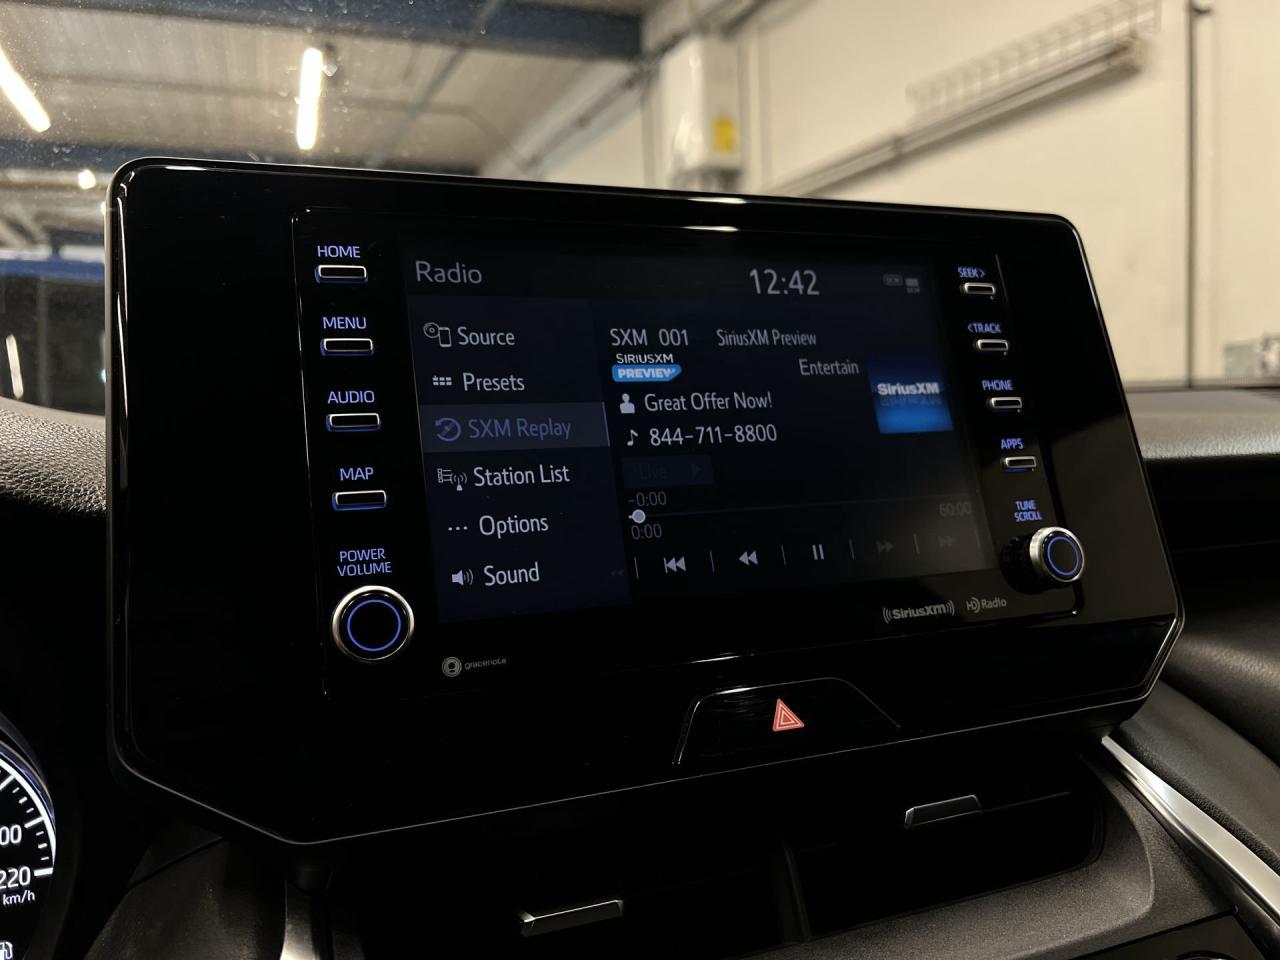 HOME
MENU
AUDIO
MAP
POWER
VOLUME
Radio
12:42
Source
Presets
SXM Replay
Station List
Options
Sound
SXM 001 SiriusXM Preview
SIRIUSXM
PREVIEW
Entertain
SiriusXM
Great Offer Now!
844-711-8800
Live
-0:00
0:00
60:00
SEEK >
< TRACK
PHONE
APPS
TUNE
SCROLL
gracenote
((SiriusXM))
HD Radio
220
km/h